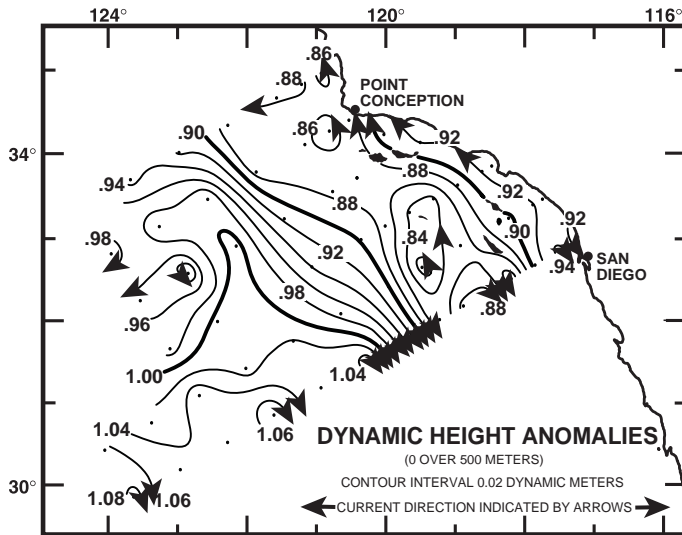 124° 120° 116°
.86
.88
POINT
CONCEPTION
.86
.90
.92
34°
.88
.94
.88
.92
.92
.84
.90
.98
.92
.94
SAN
DIEGO
.98
.96
.88
1.00
1.04
1.04
1.06
DYNAMIC HEIGHT ANOMALIES
(0 OVER 500 METERS)
CONTOUR INTERVAL 0.02 DYNAMIC METERS
30°
1.08 1.06
CURRENT DIRECTION INDICATED BY ARROWS